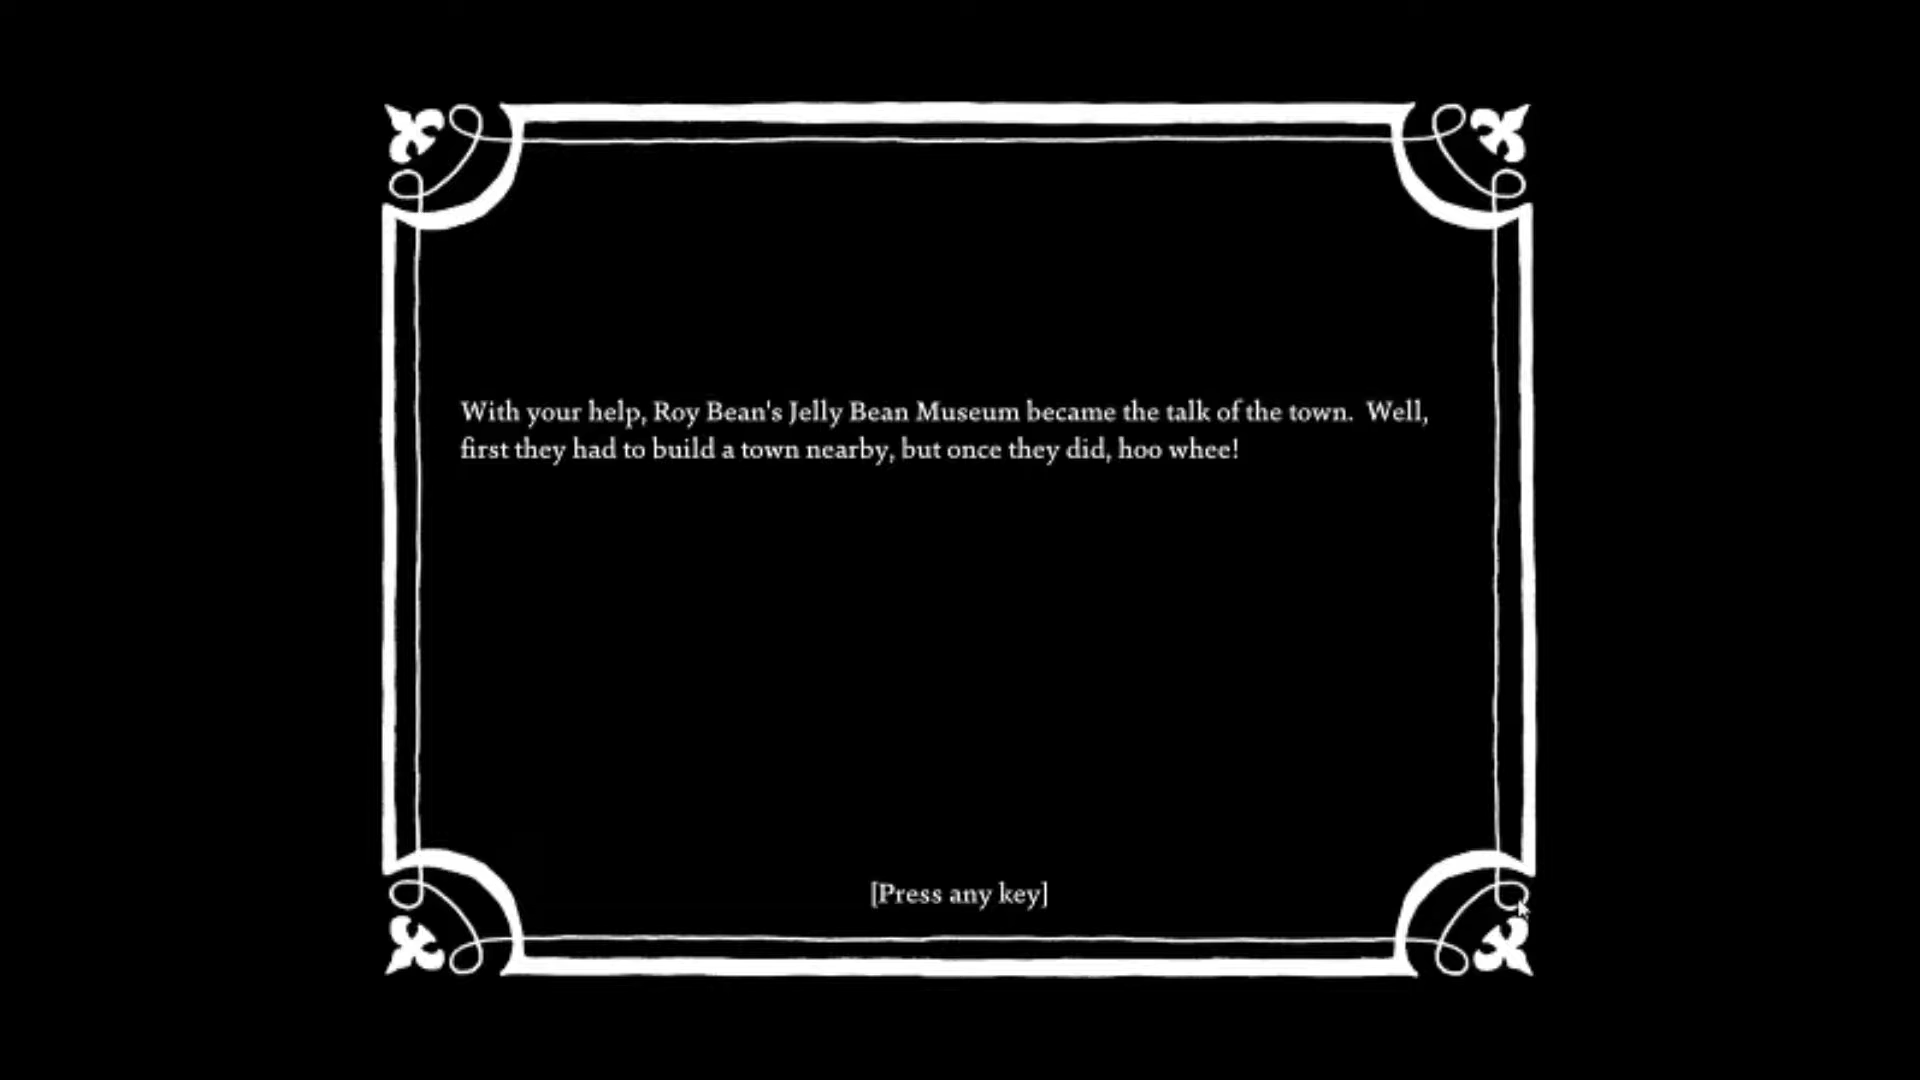 With your help, Roy Bean's Jelly Bean Museum became the talk of the town.  Well,
first they had to build a town nearby, but once they did, hoo whee!
[Press any key]